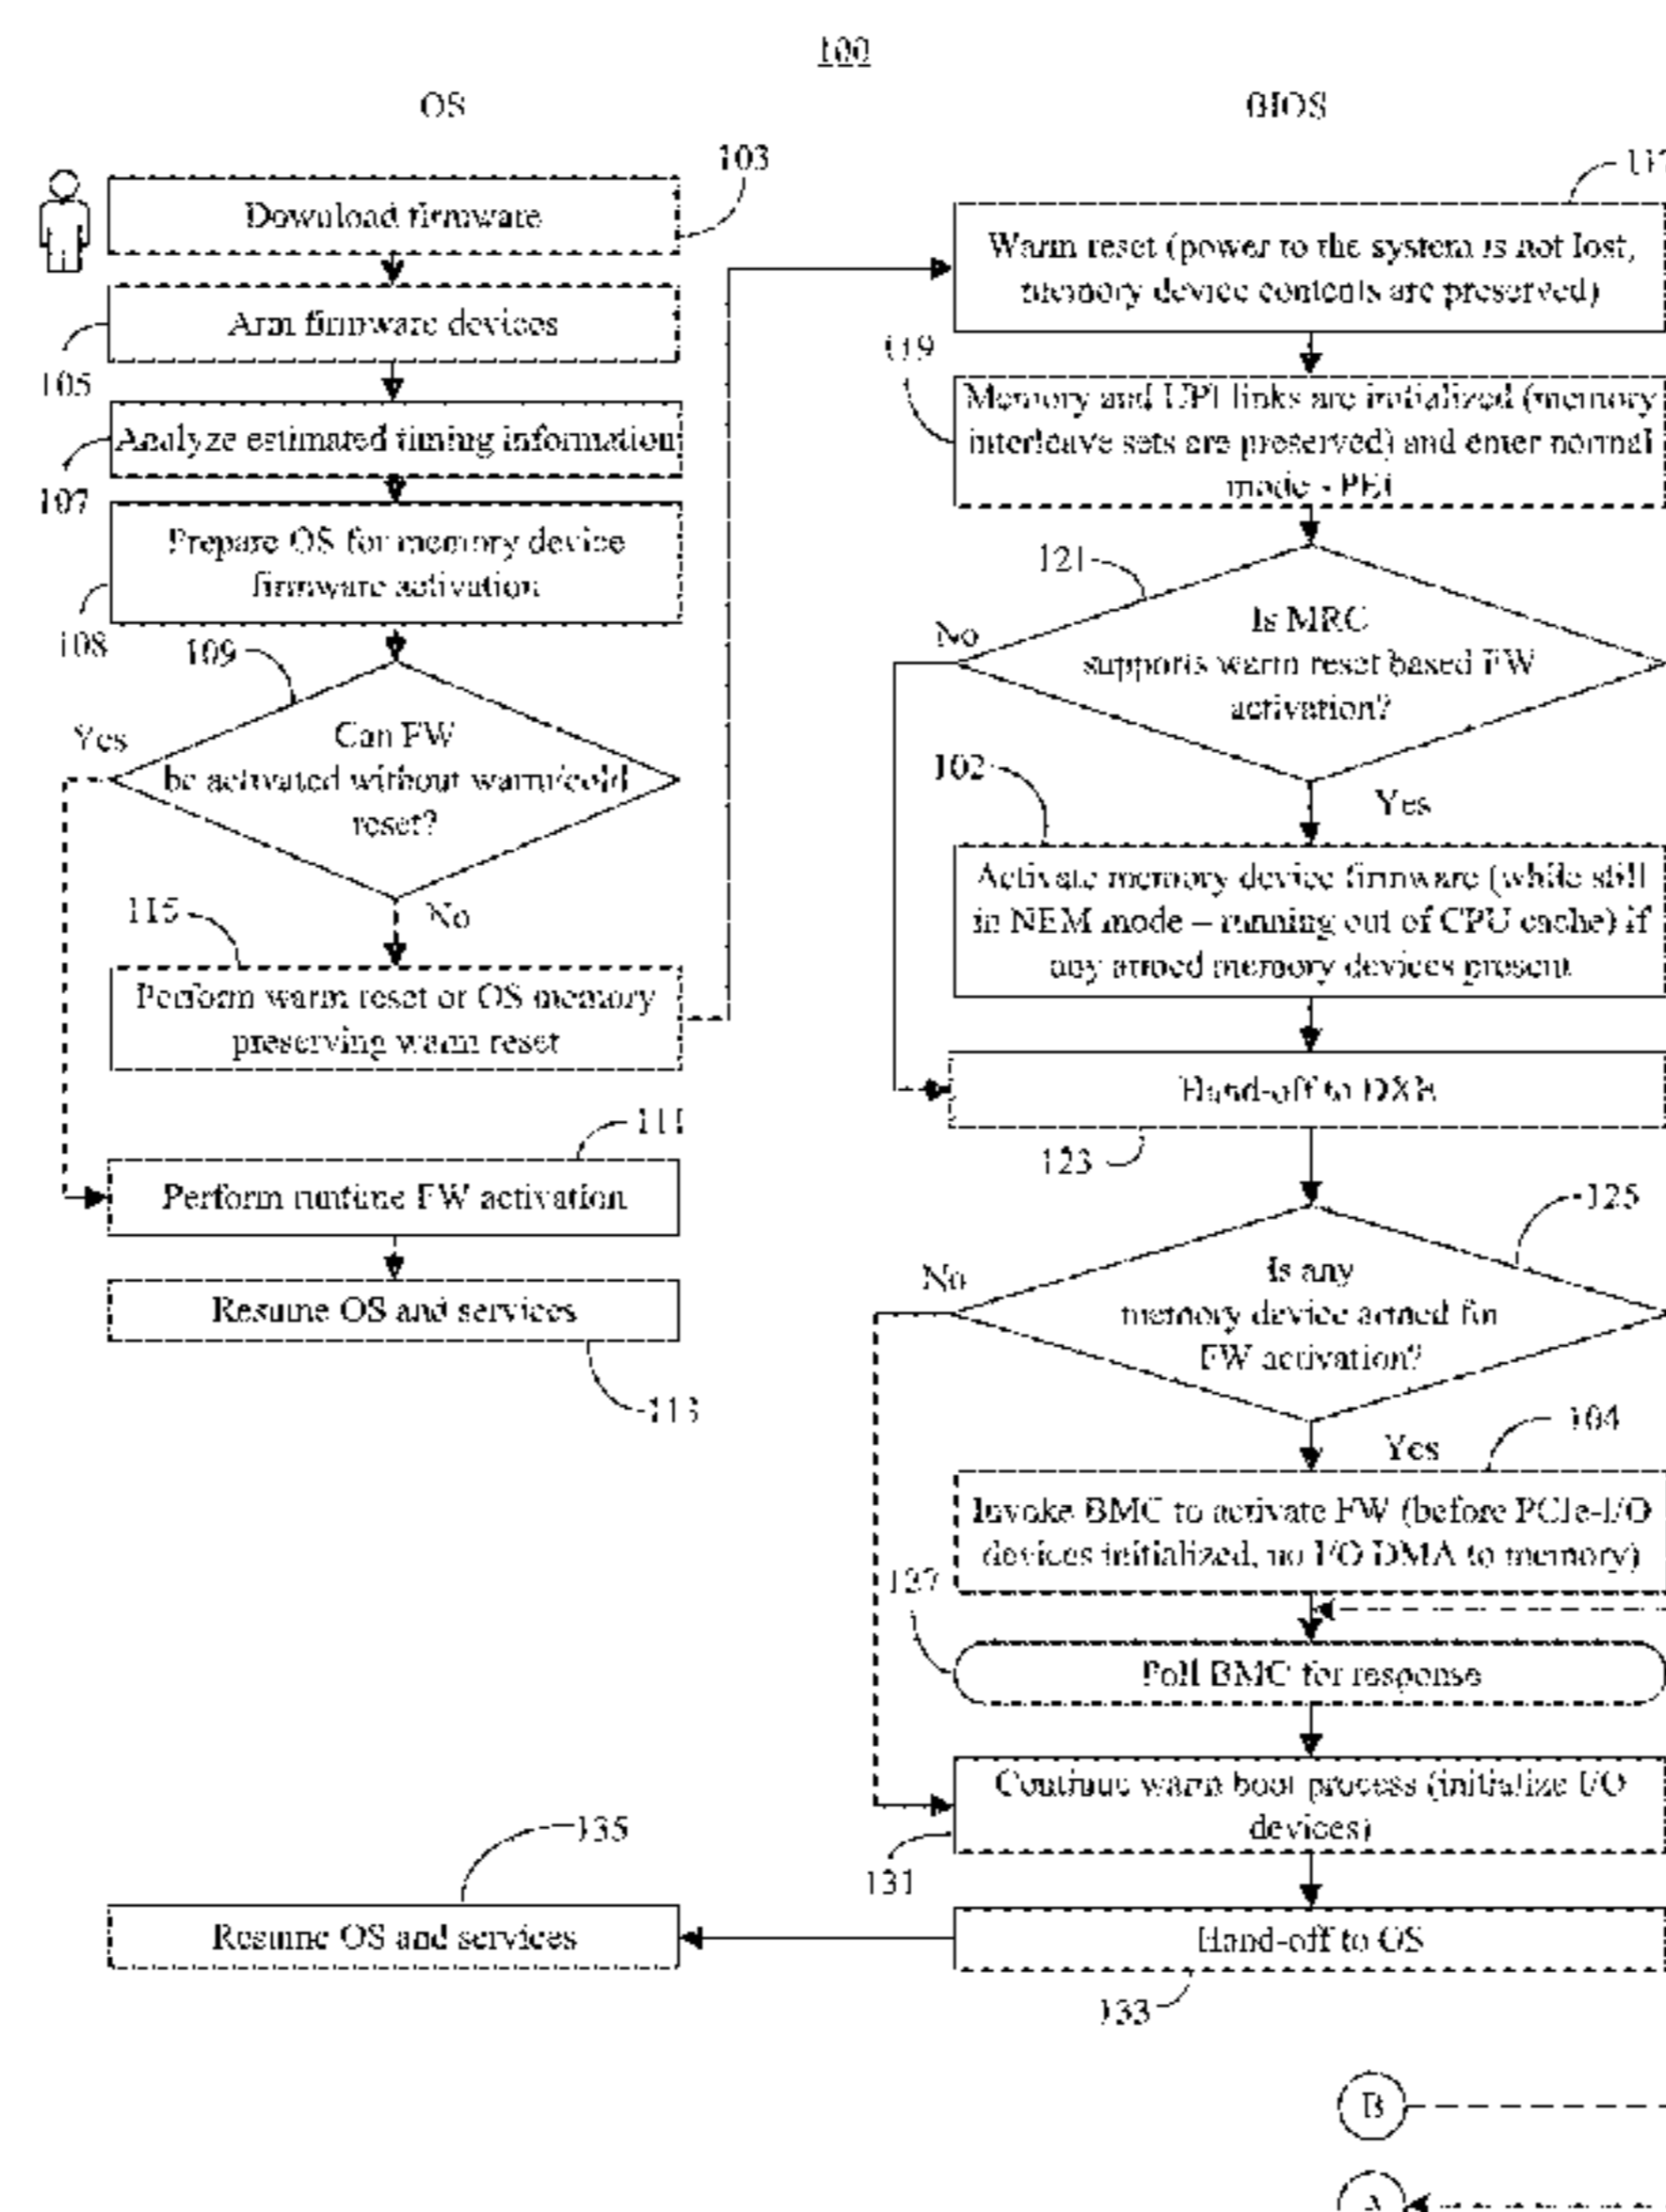 100
OS
BIOS
103
Download firmware
Arm firmware devices
105
Analyze estimated timing information
107
Prepare OS for memory device
firmware activation
108
109
Can FW
be activated without warm/cold
reset?
Yes
No
115
Perform warm reset or OS memory
preserving warm reset
111
Perform runtime FW activation
Resume OS and services
113
135
Resume OS and services
Warm reset (power to the system is not lost,
memory device contents are preserved)
119
Memory and UPI links are initialized (memory
interleave sets are preserved) and enter normal
mode - PEI
121
No
Is MRC
supports warm reset based FW
activation?
102
Yes
Activate memory device firmware (while still
in NEM mode – running out of CPU cache) if
any armed memory devices present
Hand-off to DXE
123
125
No
Is any
memory device armed for
FW activation?
104
Yes
Invoke BMC to activate FW (before PCIe-I/O
devices initialized, no I/O DMA to memory)
127
Poll BMC for response
Continue warm boot process (initialize I/O
devices)
131
Hand-off to OS
133
B
A